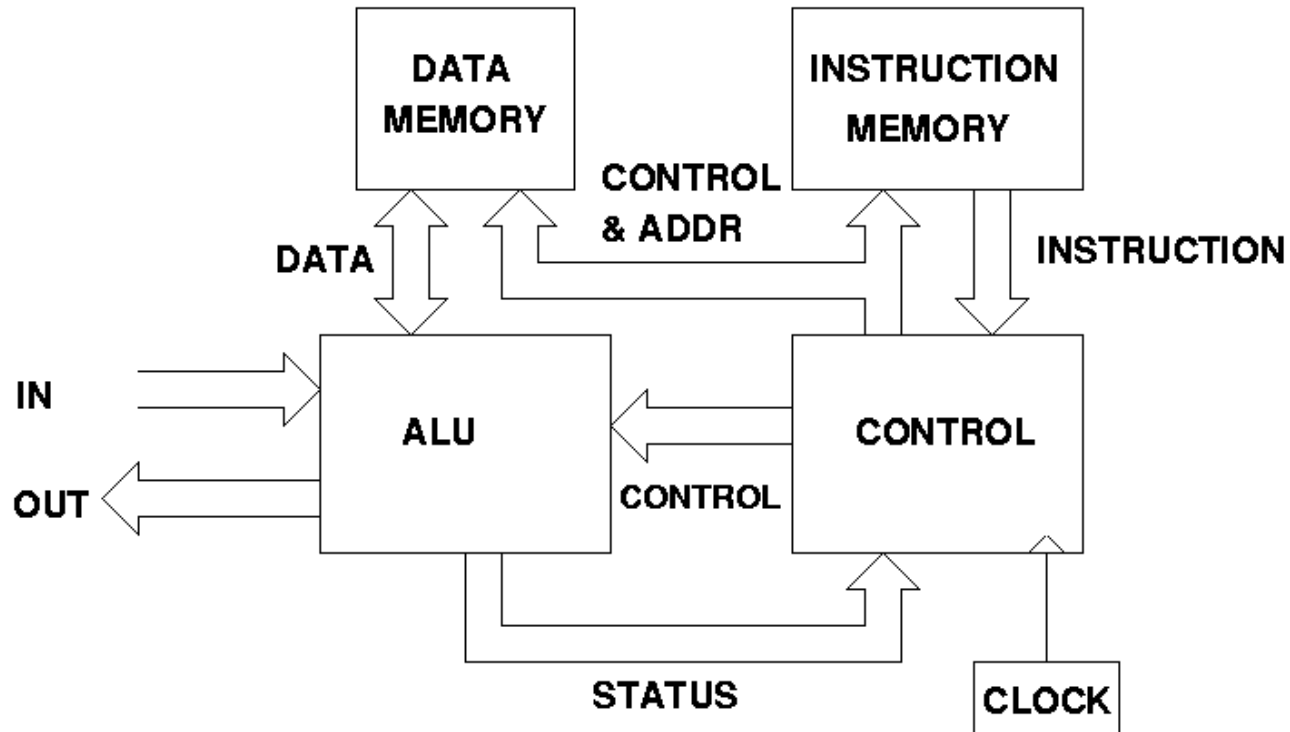 DATA
MEMORY
INSTRUCTION
MEMORY
CONTROL
& ADDR
DATA
INSTRUCTION
IN
ALU
CONTROL
OUT
CONTROL
STATUS
CLOCK